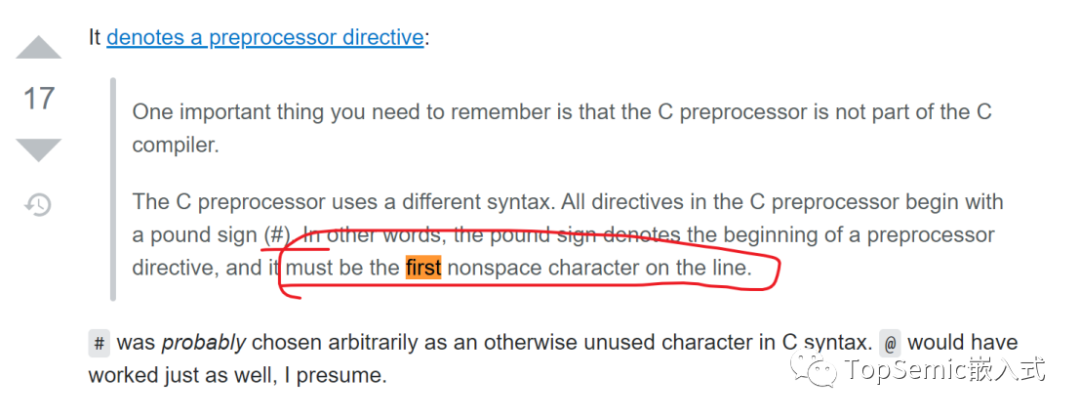 It denotes a preprocessor directive:
17
One important thing you need to remember is that the C preprocessor is not part of the C
compiler.
The C preprocessor uses a different syntax. All directives in the C preprocessor begin with
a pound sign (#). In other words, the pound sign denotes the beginning of a preprocessor
directive, and it must be the first nonspace character on the line.
# was probably chosen arbitrarily as an otherwise unused character in C syntax. @ would have
worked just as well, I presume.
TopSemic嵌入式